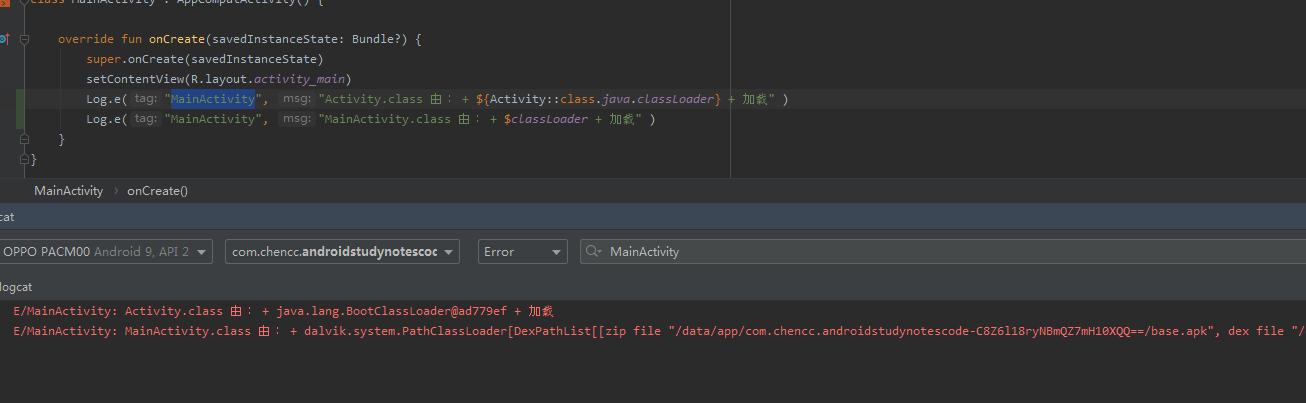 class MainActivity : AppCompatActivity() {
override fun onCreate(savedInstanceState: Bundle?) {
super.onCreate(savedInstanceState)
setContentView(R.layout.activity_main)
Log.e( tag: "MainActivity", msg: "Activity.class 由： + ${Activity::class.java.classLoader} + 加载" )
Log.e( tag: "MainActivity", msg: "MainActivity.class 由： + $classLoader + 加载" )
}
}
MainActivity › onCreate()
cat
OPPO PACM00 Android 9, API 2
com.chencc.androidstudynotescoc
Error
MainActivity
logcat
E/MainActivity: Activity.class 由： + java.lang.BootClassLoader@ad779ef + 加载
E/MainActivity: MainActivity.class 由： + dalvik.system.PathClassLoader[DexPathList[[zip file "/data/app/com.chencc.androidstudynotescode-C8Z6l18ryNBmQZ7mH10XQQ==/base.apk", dex file "/